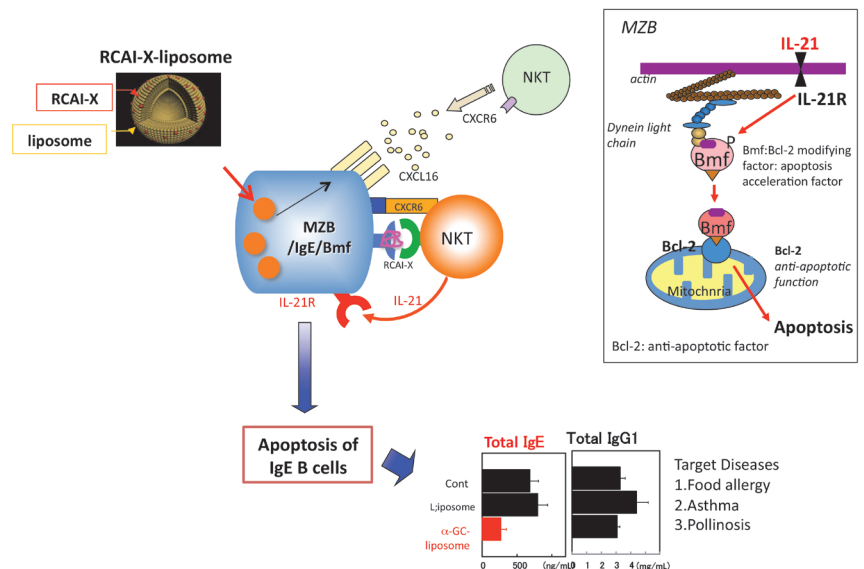 RCAI-X-liposome
RCAI-X
liposome
NKT
CXCR6
CXCL16
MZB
/IgE/Bmf
CXCR6
RCAI-X
NKT
IL-21R
IL-21
Apoptosis of
IgE B cells
MZB
IL-21
actin
IL-21R
Dynein light
chain
P
Bmf
Bmf:Bcl-2 modifying
factor: apoptosis
acceleration factor
Bmf
Bcl-2
Bcl-2
anti-apoptotic
function
Mitochnria
Apoptosis
Bcl-2: anti-apoptotic factor
Total IgE
Total IgG1
Cont
L;iposome
α-GC-
liposome
0 500 (ng/mL)
0 1 2 3 4 (mg/mL)
Target Diseases
1.Food allergy
2.Asthma
3.Pollinosis